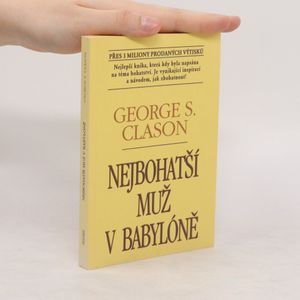 PŘES 3 MILIONY PRODANÝCH VÝTISKŮ
Nejlepší kniha, která kdy byla napsána
na téma bohatství. Je vynikající inspirací
a návodem, jak zbohatnout!
GEORGE S.
CLASON
NEJBOHATŠÍ
MUŽ
V BABYLÓNĚ